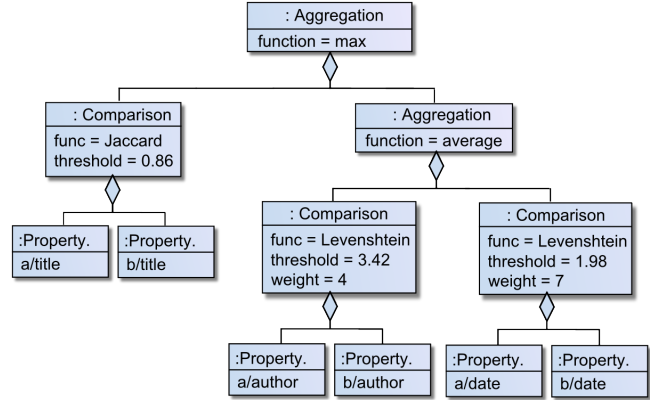 : Aggregation
function = max
: Comparison
func = Jaccard
threshold = 0.86
: Aggregation
function = average
:Property.
a/title
:Property.
b/title
: Comparison
func = Levenshtein
threshold = 3.42
weight = 4
: Comparison
func = Levenshtein
threshold = 1.98
weight = 7
:Property.
a/author
:Property.
b/author
:Property.
a/date
:Property.
b/date